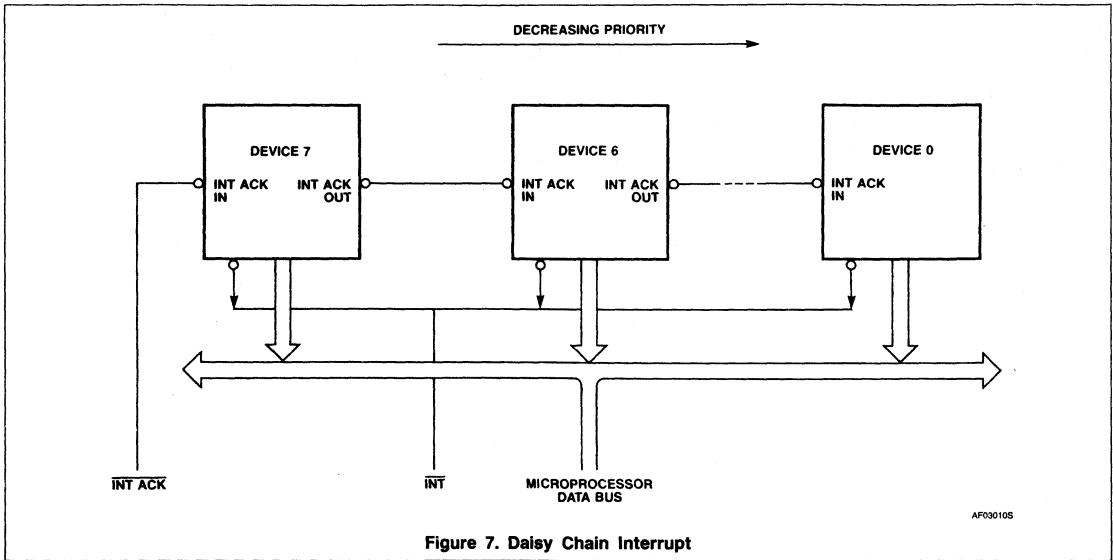 DECREASING PRIORITY
DEVICE 7
DEVICE 6
DEVICE 0
INT ACK
IN
INT ACK
OUT
INT ACK
IN
INT ACK
OUT
INT ACK
IN
INT ACK
INT
MICROPROCESSOR
DATA BUS
AF03010S
Figure 7. Daisy Chain Interrupt